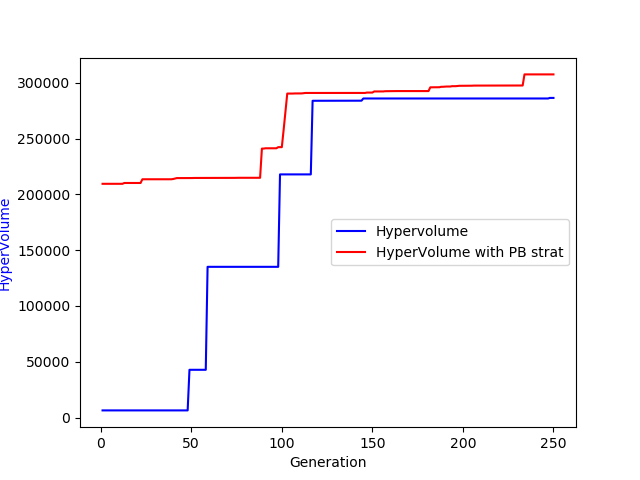 300000
250000
200000
150000
100000
50000
0
HyperVolume
Hypervolume
HyperVolume with PB strat
0 50 100 150 200 250
Generation